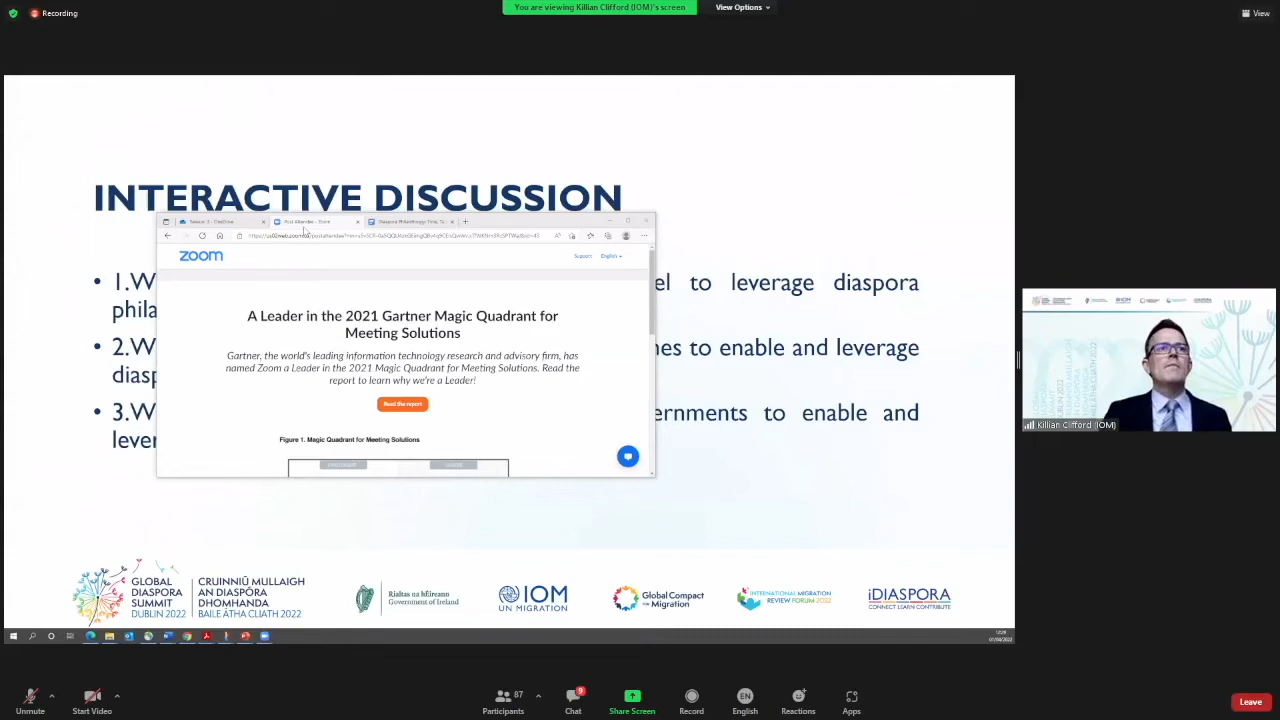 Recording
You are viewing Killian Clifford (IOM)'s screen
View Options
View
INTERACTIVE DISCUSSION
Post Attendee - Zoom
zoom
Support
English
A Leader in the 2021 Gartner Magic Quadrant for
Meeting Solutions
Gartner, the world's leading information technology research and advisory firm, has
named Zoom a Leader in the 2021 Magic Quadrant for Meeting Solutions. Read the
report to learn why we're a Leader!
Read the report
Figure 1. Magic Quadrant for Meeting Solutions
• 1.W el to leverage diaspora
phila
• 2.W nes to enable and leverage
diasp
• 3.W ernments to enable and
lever
Killian Clifford (IOM)
GLOBAL
DIASPORA
SUMMIT
DUBLIN 2022
CRUINNIÚ MULLAIGH
AN DIASPÓRA
DHOMHANDA
BAILE ÁTHA CLIATH 2022
Rialtas na hÉireann
Government of Ireland
IOM
UN MIGRATION
Global Compact
for Migration
INTERNATIONAL MIGRATION
REVIEW FORUM 2022
iDIASPORA
CONNECT LEARN CONTRIBUTE
Unmute
Start Video
87
Participants
9
Chat
Share Screen
Record
EN
English
Reactions
Apps
Leave